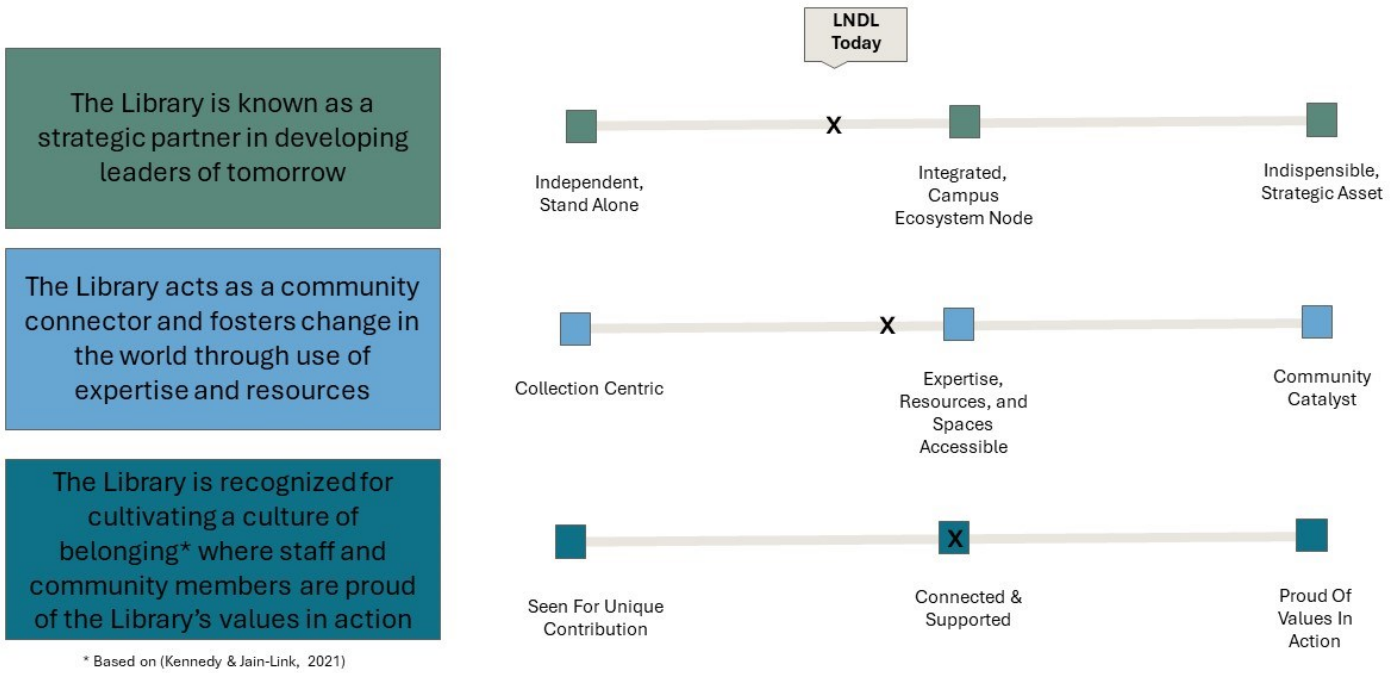 LNDL
Today
The Library is known as a
strategic partner in developing
leaders of tomorrow
X
Independent,
Stand Alone
Integrated,
Campus
Ecosystem Node
Indispensible,
Strategic Asset
The Library acts as a community
connector and fosters change in
the world through use of
expertise and resources
X
Collection Centric
Expertise,
Resources, and
Spaces
Accessible
Community
Catalyst
The Library is recognized for
cultivating a culture of
belonging* where staff and
community members are proud
of the Library's values in action
X
Seen For Unique
Contribution
Connected &
Supported
Proud Of
Values In
Action
* Based on (Kennedy & Jain-Link, 2021)